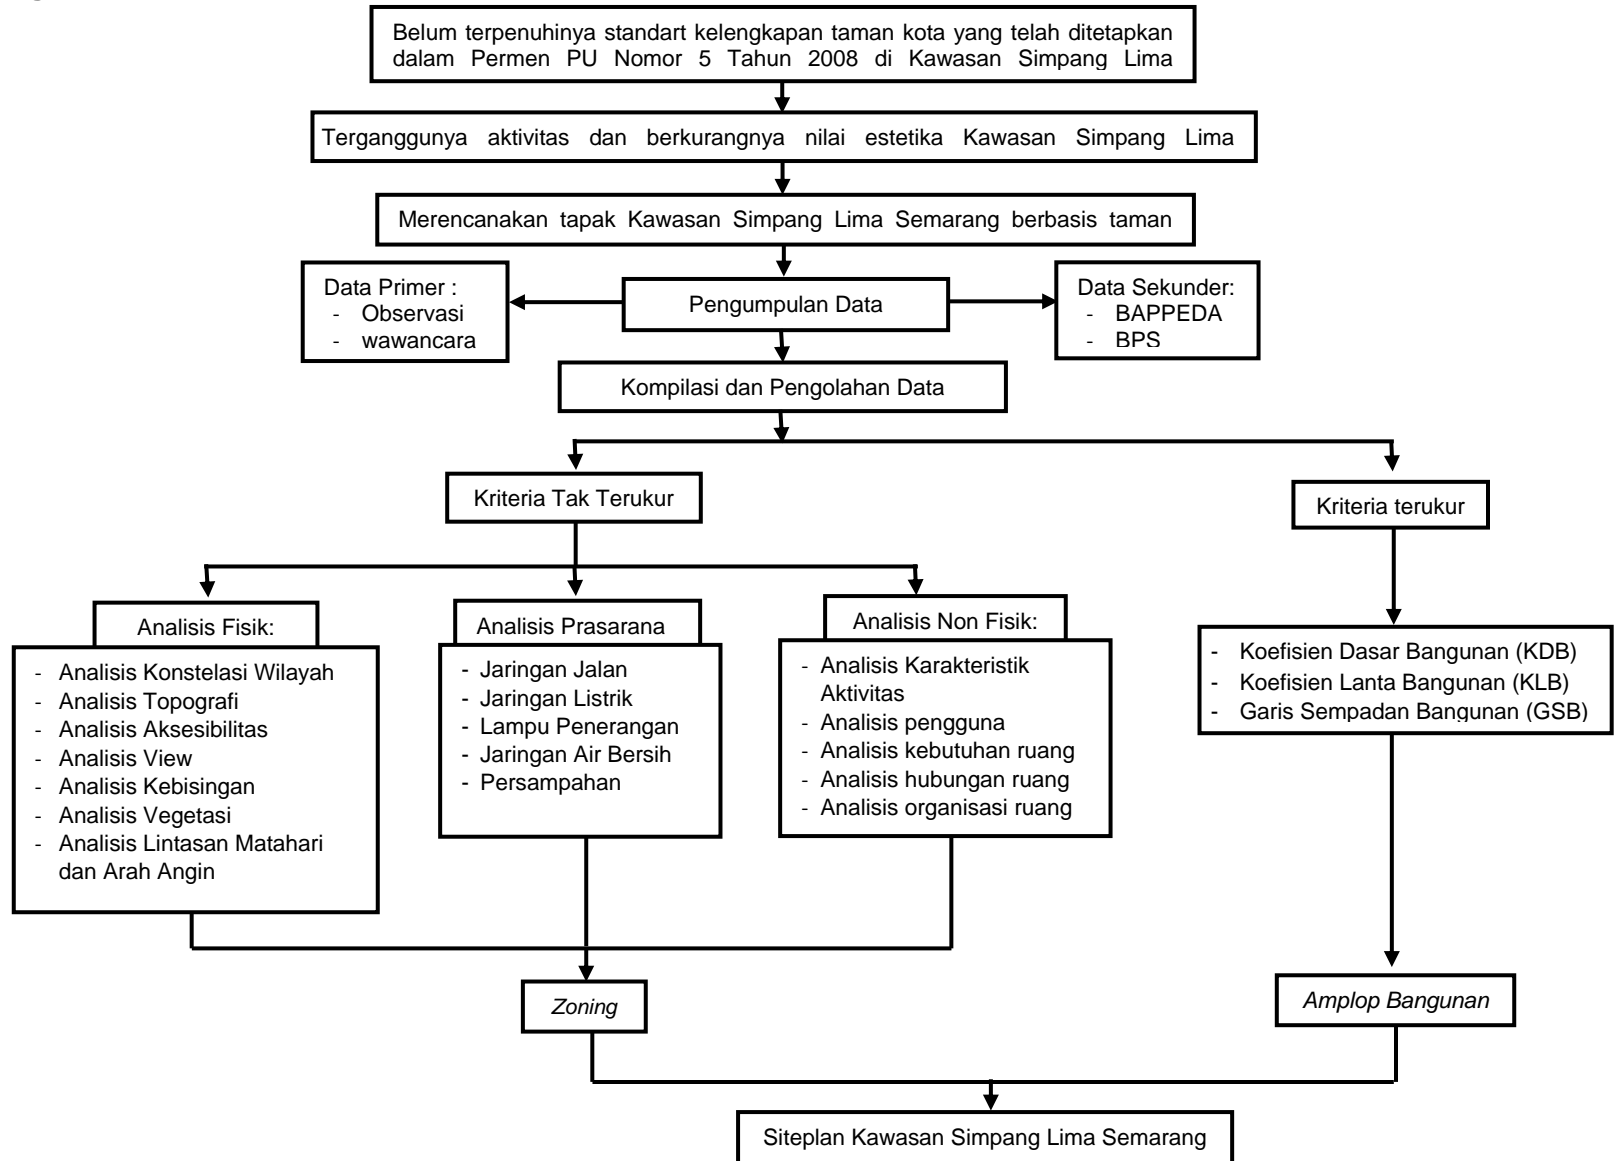 Belum terpenuhinya standart kelengkapan taman kota yang telah ditetapkan
dalam Permen PU Nomor 5 Tahun 2008 di Kawasan Simpang Lima
Terganggunya aktivitas dan berkurangnya nilai estetika Kawasan Simpang Lima
Merencanakan tapak Kawasan Simpang Lima Semarang berbasis taman
Data Primer :
- Observasi
- wawancara
Pengumpulan Data
Data Sekunder:
- BAPPEDA
- BPS
Kompilasi dan Pengolahan Data
Kriteria Tak Terukur
Kriteria terukur
Analisis Fisik:
- Analisis Konstelasi Wilayah
- Analisis Topografi
- Analisis Aksesibilitas
- Analisis View
- Analisis Kebisingan
- Analisis Vegetasi
- Analisis Lintasan Matahari
dan Arah Angin
Analisis Prasarana
- Jaringan Jalan
- Jaringan Listrik
- Lampu Penerangan
- Jaringan Air Bersih
- Persampahan
Analisis Non Fisik:
- Analisis Karakteristik
Aktivitas
- Analisis pengguna
- Analisis kebutuhan ruang
- Analisis hubungan ruang
- Analisis organisasi ruang
- Koefisien Dasar Bangunan (KDB)
- Koefisien Lanta Bangunan (KLB)
- Garis Sempadan Bangunan (GSB)
Zoning
Amplop Bangunan
Siteplan Kawasan Simpang Lima Semarang